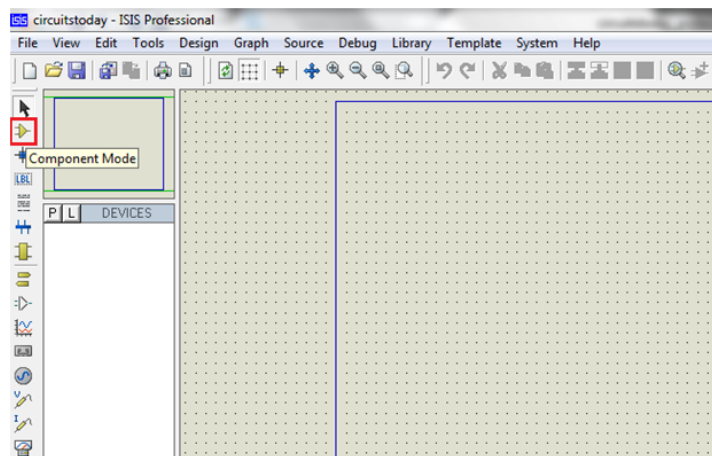 ISIS circuitstoday - ISIS Professional
File View Edit Tools Design Graph Source Debug Library Template System Help
Component Mode
LBL
P L DEVICES
V
I